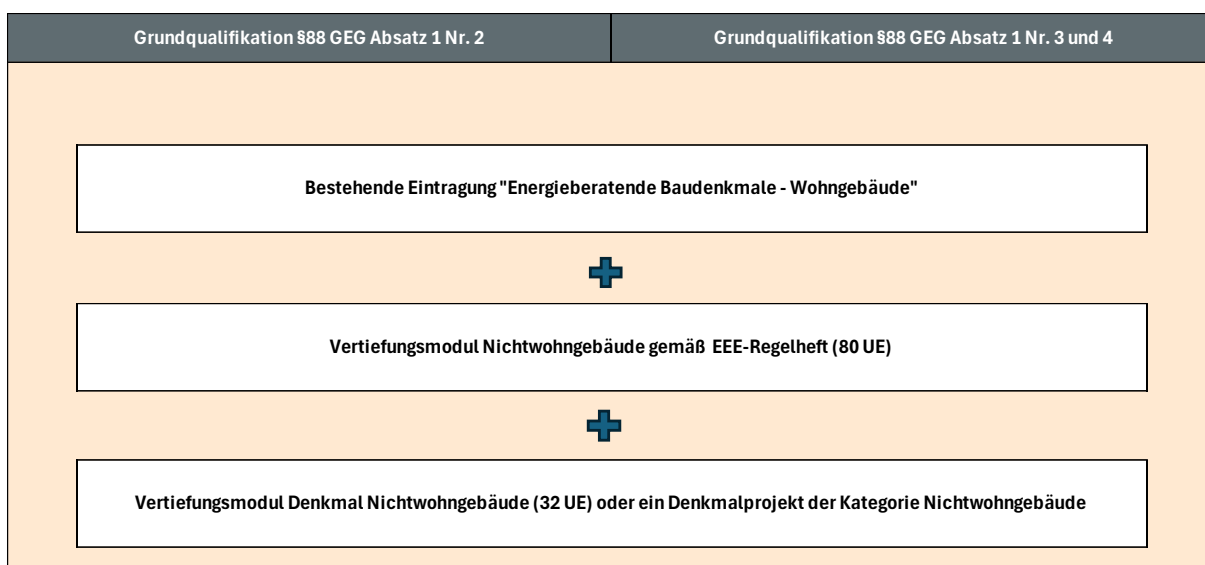 Grundqualifikation §88 GEG Absatz 1 Nr. 2
Grundqualifikation §88 GEG Absatz 1 Nr. 3 und 4
Bestehende Eintragung "Energieberatende Baudenkmale - Wohngebäude"
Vertiefungsmodul Nichtwohngebäude gemäß EEE-Regelheft (80 UE)
Vertiefungsmodul Denkmal Nichtwohngebäude (32 UE) oder ein Denkmalprojekt der Kategorie Nichtwohngebäude